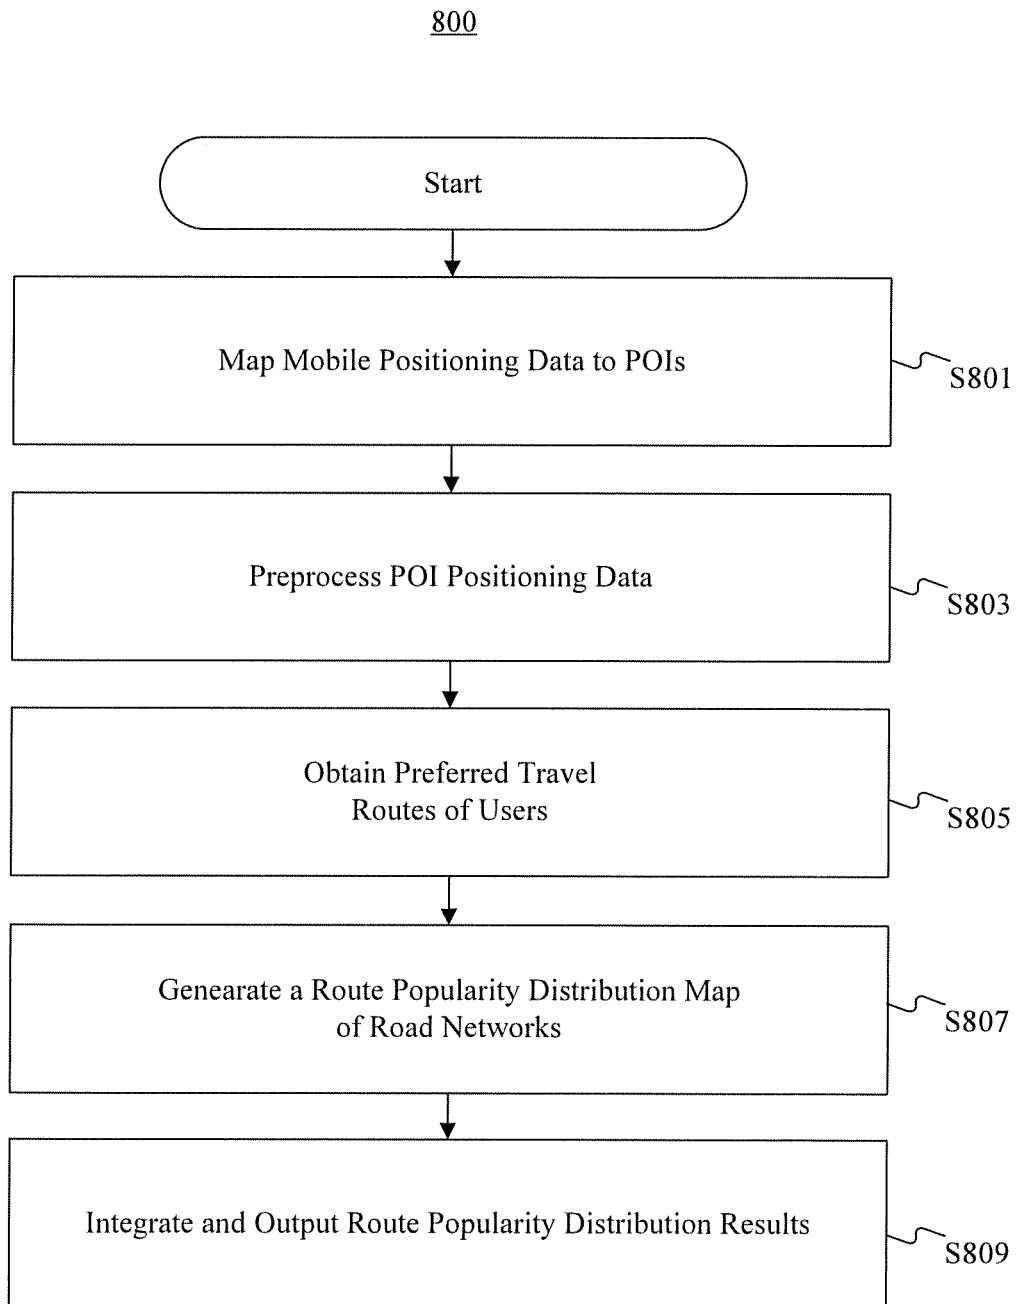 800
Start
Map Mobile Positioning Data to POIs
S801
Preprocess POI Positioning Data
S803
Obtain Preferred Travel
Routes of Users
S805
Genearate a Route Popularity Distribution Map
of Road Networks
S807
Integrate and Output Route Popularity Distribution Results
S809